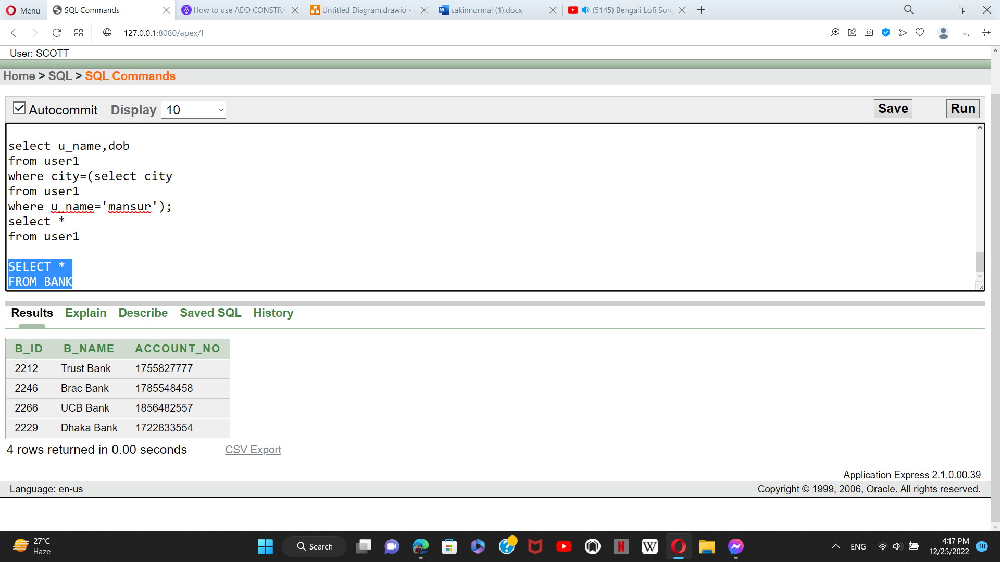 Menu
SQL Commands
How to use ADD CONSTRA
Untitled Diagram.drawio -
sakinnormal (1).docx
(5145) Bengali Lofi Son
127.0.0.1:8080/apex/f
User: SCOTT
Home > SQL > SQL Commands
Autocommit Display 10 Save Run
select u_name,dob
from user1
where city=(select city
from user1
where u_name='mansur');
select *
from user1
SELECT *
FROM BANK
Results Explain Describe Saved SQL History
B_ID B_NAME ACCOUNT_NO
2212 Trust Bank 1755827777
2246 Brac Bank 1785548458
2266 UCB Bank 1856482557
2229 Dhaka Bank 1722833554
4 rows returned in 0.00 seconds CSV Export
Application Express 2.1.0.00.39
Language: en-us Copyright © 1999, 2006, Oracle. All rights reserved.
27°C
Haze
Search
ENG
4:17 PM
12/25/2022
38